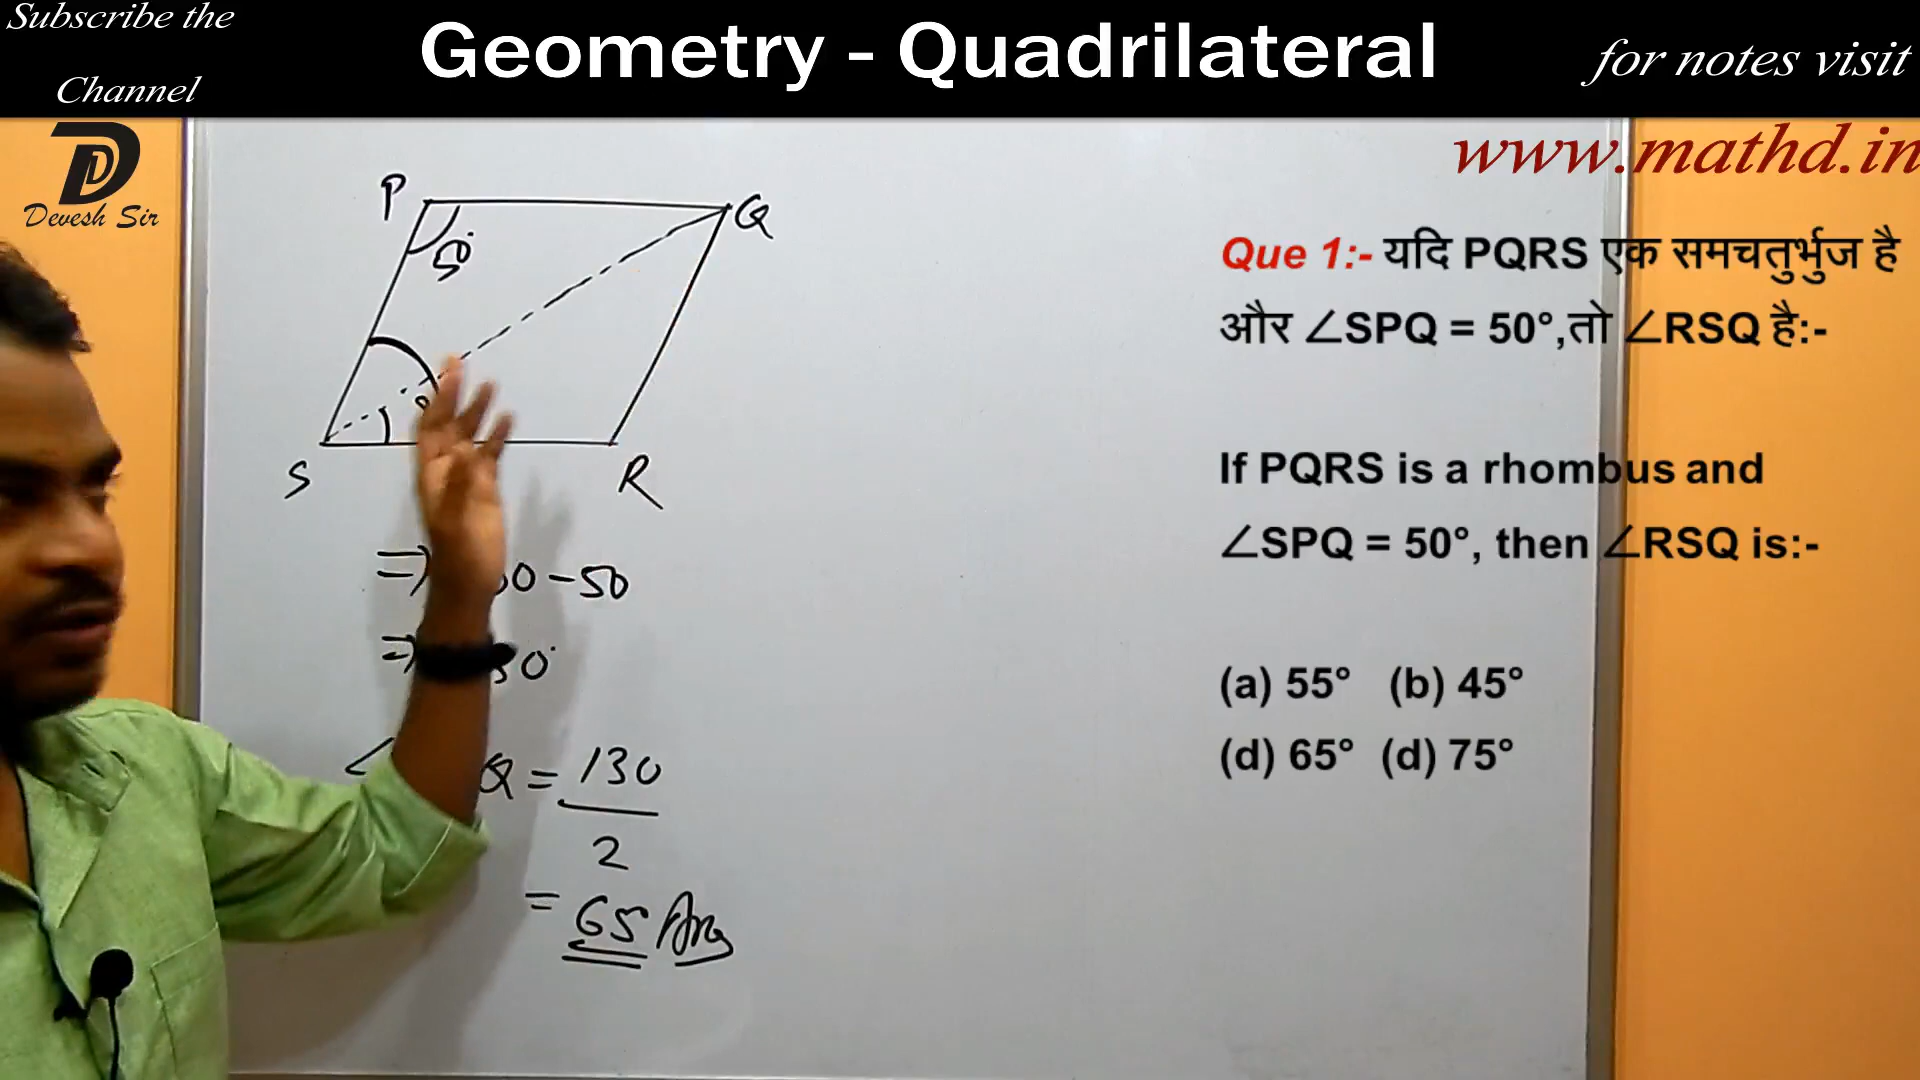 Subscribe the
Channel
Geometry - Quadrilateral
for notes visit
www.mathd.in
D
Devesh Sir
P
Q
50°
S
R
Que 1:- यदि PQRS एक समचतुर्भुज है
और ∠SPQ = 50°,तो ∠RSQ है:-
If PQRS is a rhombus and
∠SPQ = 50°, then ∠RSQ is:-
(a) 55° (b) 45°
(d) 65° (d) 75°
⇒ 0 - 50
⇒ 30°
∠ Q = 130
2
= 65 Ans